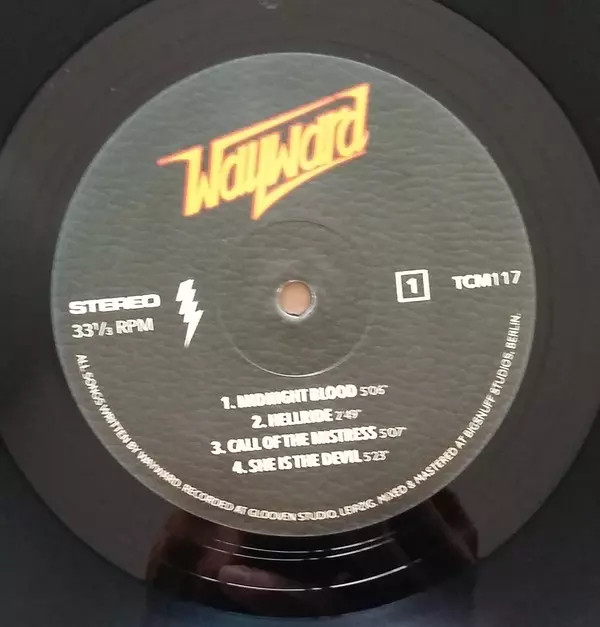 Wayward
STEREO
33⅓ RPM
1
TCM117
1. MIDNIGHT BLOOD 5'06"
2. HELLRIDE 2'49"
3. CALL OF THE MISTRESS 5'07"
4. SHE IS THE DEVIL 5'23"
ALL SONGS WRITTEN BY WAYWARD. RECORDED AT GLOOVEN STUDIO, LEIPZIG. MIXED & MASTERED AT BIGSNUFF STUDIOS, BERLIN.